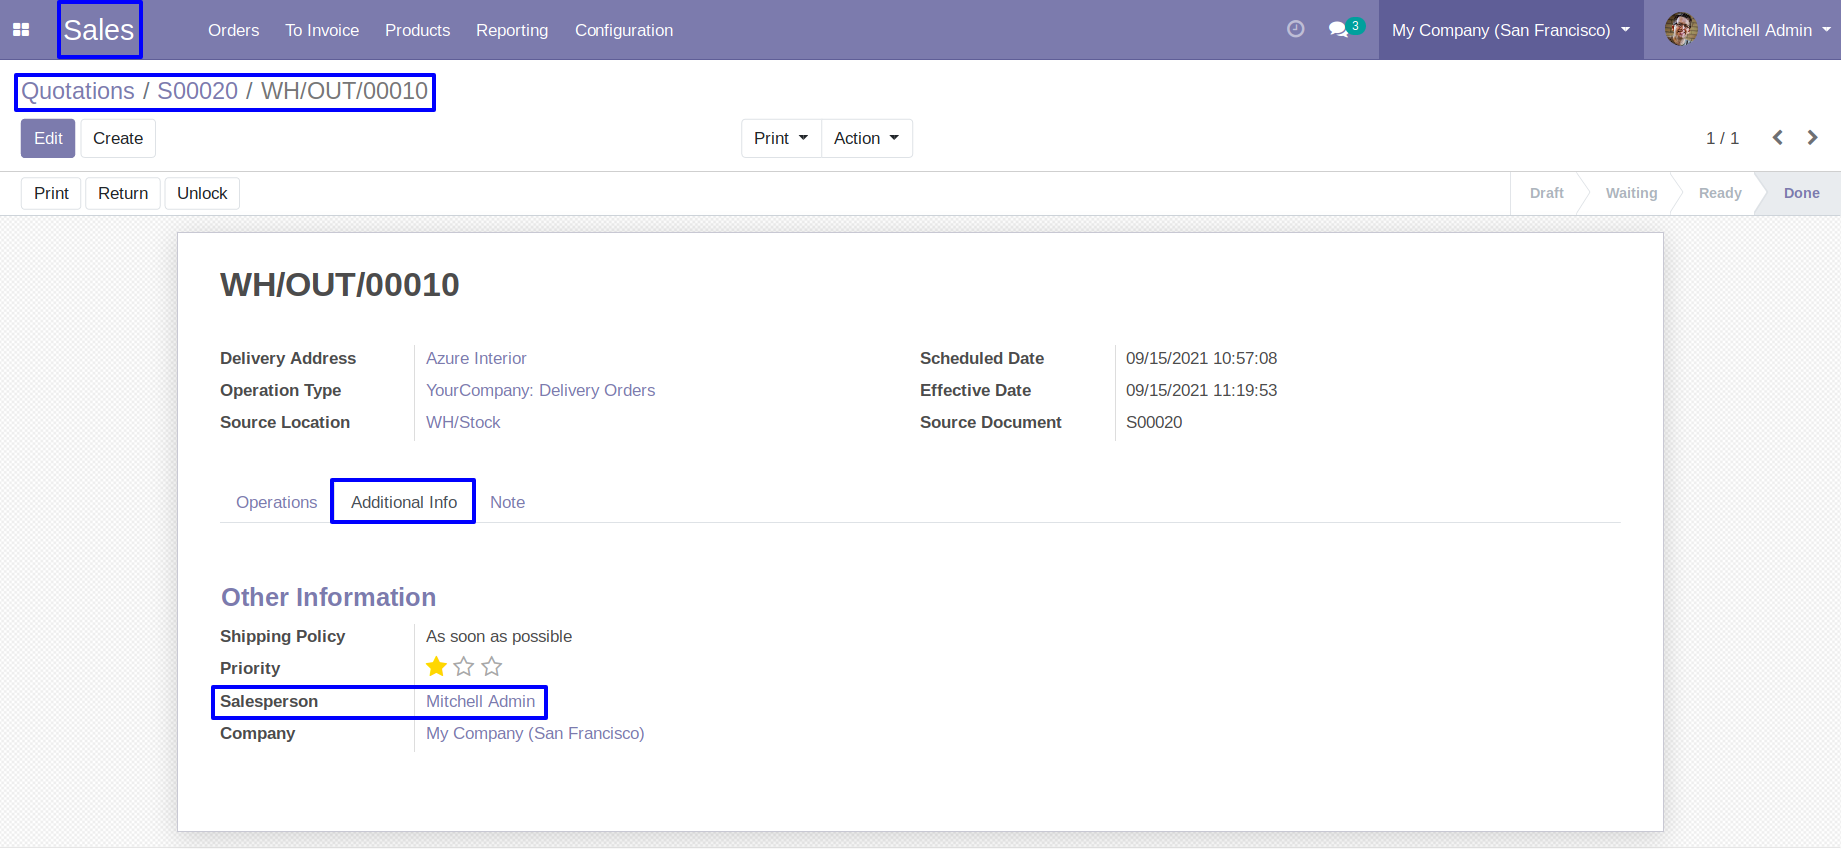 Sales Orders To Invoice Products Reporting Configuration 3 My Company (San Francisco) Mitchell Admin
Quotations / S00020 / WH/OUT/00010
Edit Create Print Action 1 / 1
Print Return Unlock Draft Waiting Ready Done
WH/OUT/00010
Delivery Address Azure Interior Scheduled Date 09/15/2021 10:57:08
Operation Type YourCompany: Delivery Orders Effective Date 09/15/2021 11:19:53
Source Location WH/Stock Source Document S00020
Operations Additional Info Note
Other Information
Shipping Policy As soon as possible
Priority
Salesperson Mitchell Admin
Company My Company (San Francisco)